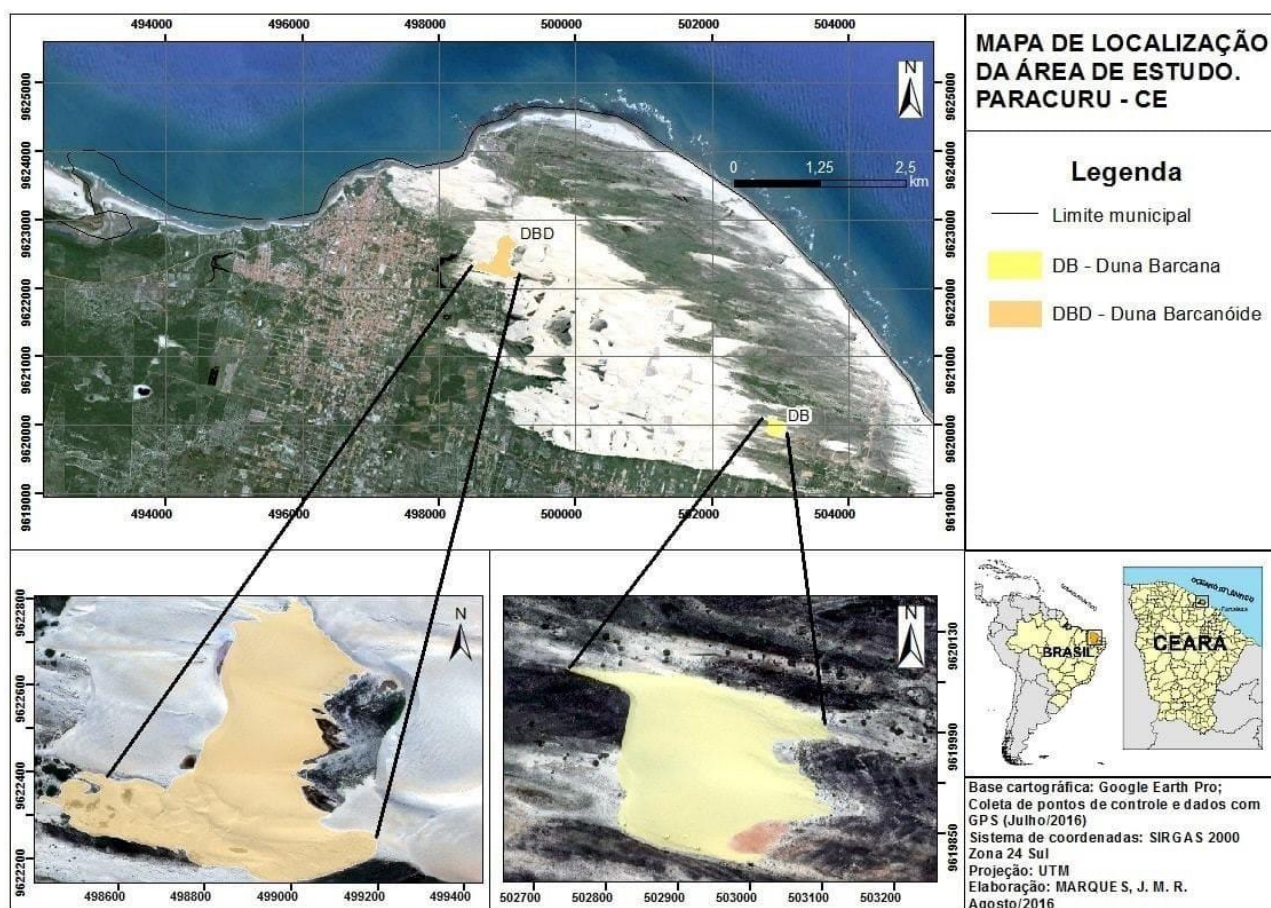 494000 496000 498000 500000 502000 504000
MAPA DE LOCALIZAÇÃO
DA ÁREA DE ESTUDO.
PARACURU - CE
N
9625000 9625000
9624000 9624000
9623000 9623000
9622000 9622000
9621000 9621000
9620000 9620000
9619000 9619000
0 1,25 2,5
km
DBD
DB
494000 496000 498000 500000 502000 504000
Legenda
Limite municipal
DB - Duna Barcana
DBD - Duna Barcanóide
N
9622800
9622600
9622400
9622200
498600 498800 499000 499200 499400
N
9620130
9619990
9619850
502700 502800 502900 503000 503100 503200
BRASIL
OCEANO ATLÂNTICO
Fortaleza
CEARÁ
Base cartográfica: Google Earth Pro;
Coleta de pontos de controle e dados com
GPS (Julho/2016)
Sistema de coordenadas: SIRGAS 2000
Zona 24 Sul
Projeção: UTM
Elaboração: MARQUES, J. M. R.
Agosto/2016